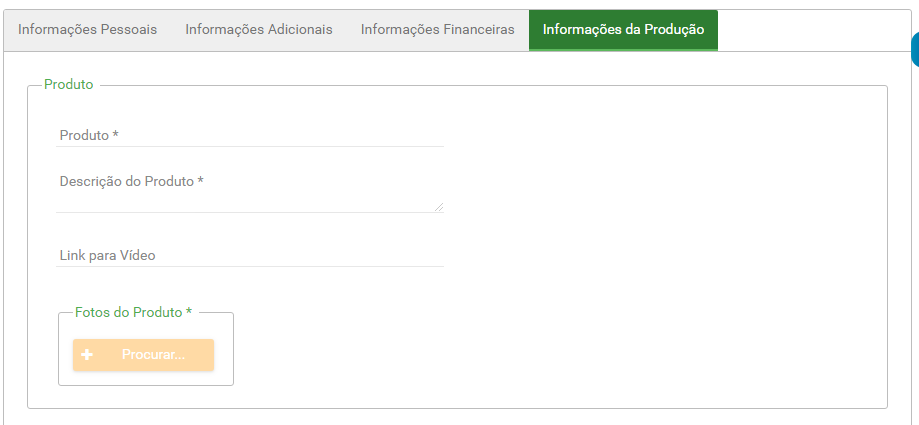 Informações Pessoais Informações Adicionais Informações Financeiras Informações da Produção
Produto
Produto *
Descrição do Produto *
Link para Vídeo
Fotos do Produto *
Procurar...